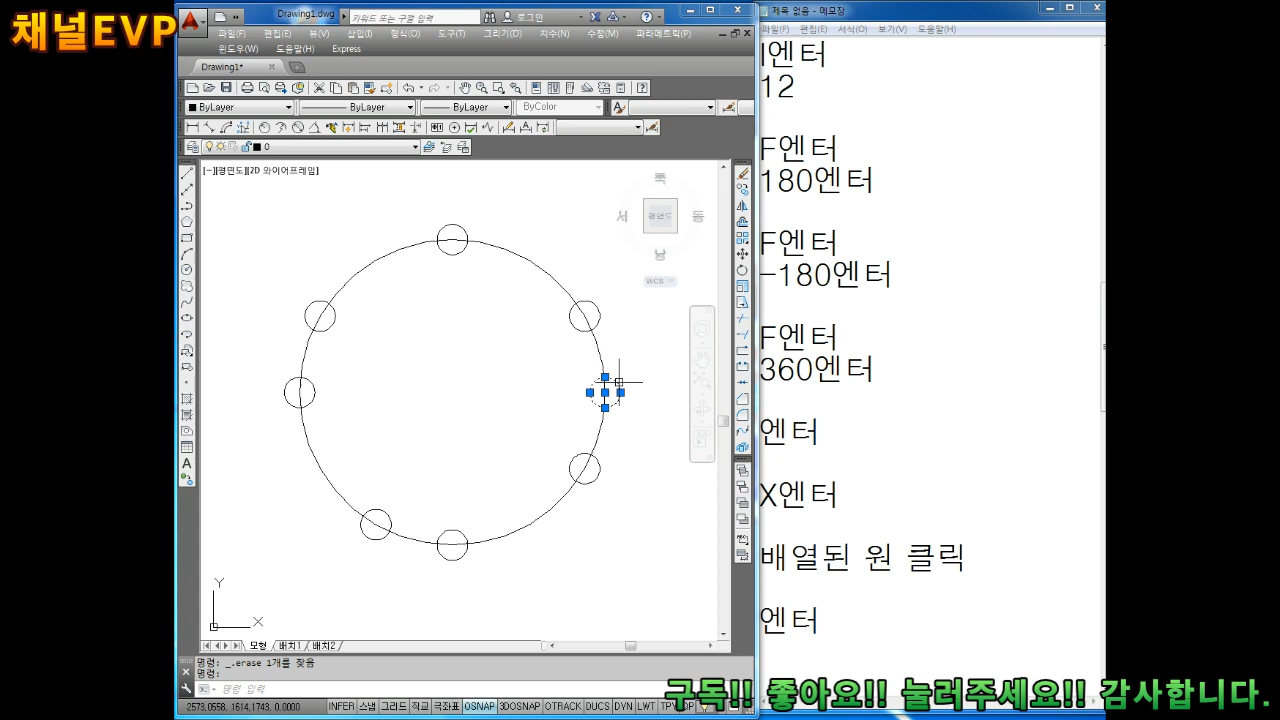 채널EVP
Drawing1.dwg
키워드 또는 구절 입력
로그인
파일(F) 편집(E) 뷰(V) 삽입(I) 형식(O) 도구(T) 그리기(D) 치수(N) 수정(M) 파라메트릭(P)
윈도우(W) 도움말(H) Express
Drawing1*
ByLayer ByLayer ByLayer ByColor
0
[-][평면도][2D 와이어프레임]
북
서 평면도 동
남
WCS
Y
X
모형 배치1 배치2
명령: _.erase 1개를 찾음
명령:
명령 입력
INFER 스냅 그리드 직교 극좌표 OSNAP DUCS DYN
제목 없음 - 메모장
파일(F) 편집(E) 서식(O) 보기(V) 도움말(H)
I엔터
12
F엔터
180엔터
F엔터
-180엔터
F엔터
360엔터
엔터
X엔터
배열된 원 클릭
엔터
구독!! 좋아요!! 눌러주세요!! 감사합니다.